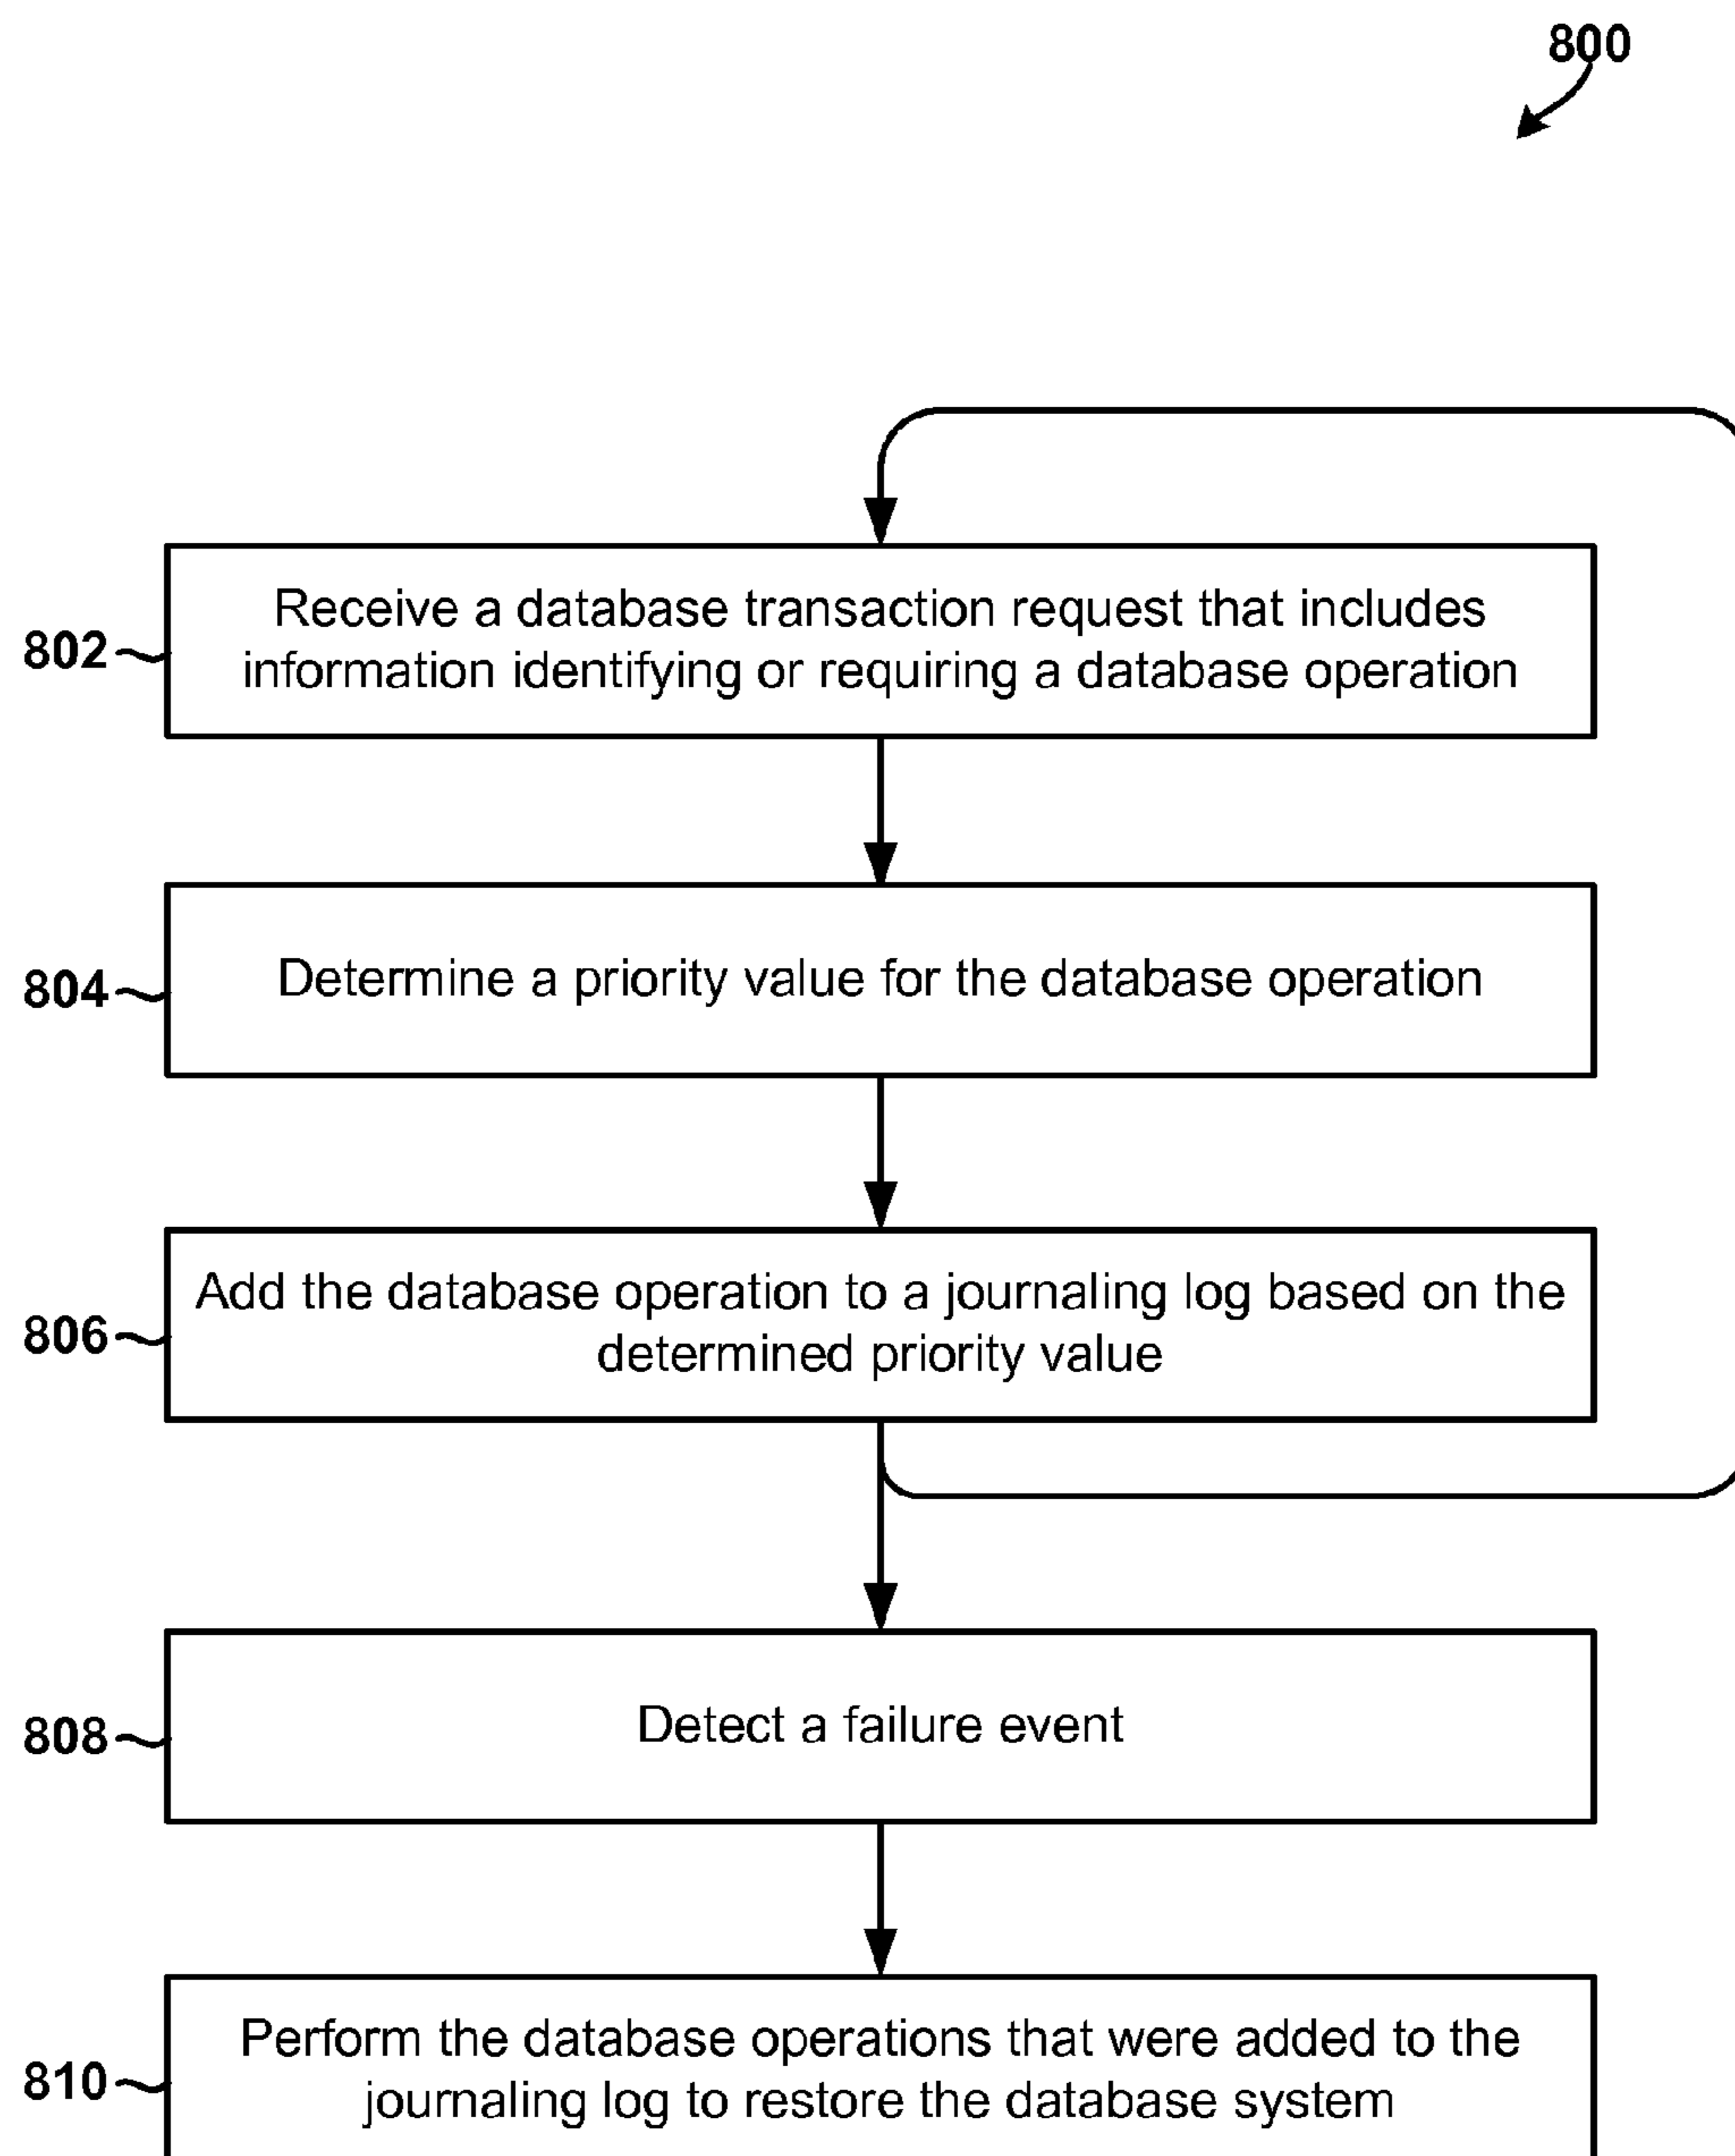 800
802
Receive a database transaction request that includes
information identifying or requiring a database operation
804
Determine a priority value for the database operation
806
Add the database operation to a journaling log based on the
determined priority value
808
Detect a failure event
810
Perform the database operations that were added to the
journaling log to restore the database system